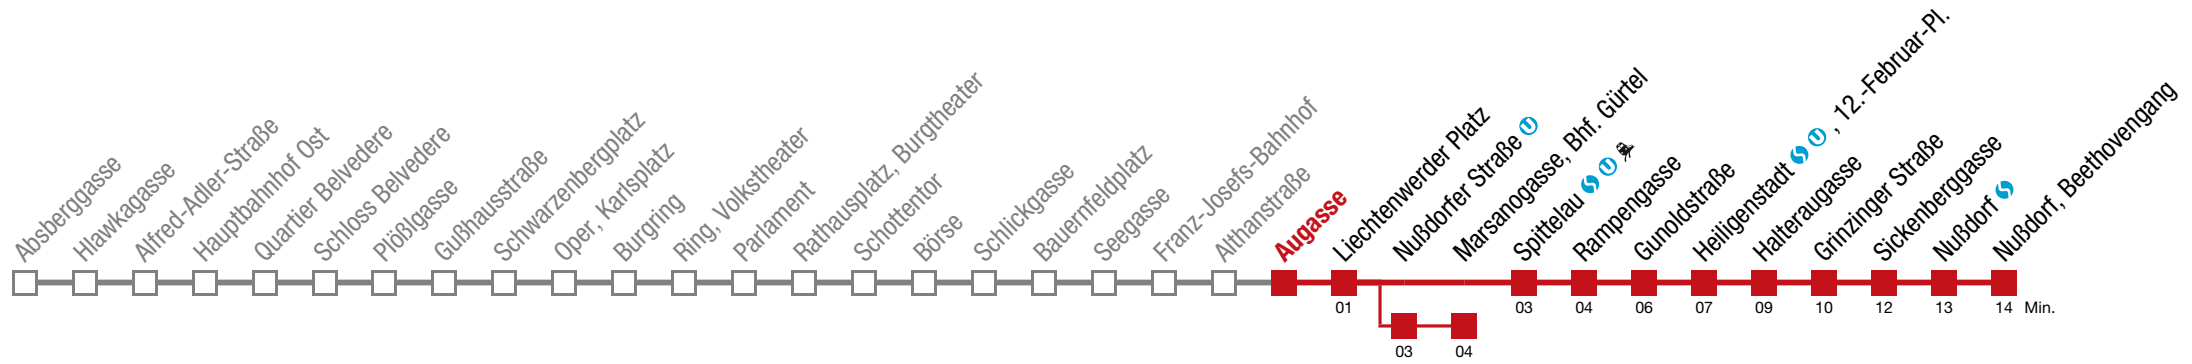 Absberggasse
Hlawkagasse
Alfred-Adler-Straße
Hauptbahnhof Ost
Quartier Belvedere
Schloss Belvedere
Plößlgasse
Gußhausstraße
Schwarzenbergplatz
Oper, Karlsplatz
Burgring
Ring, Volkstheater
Parlament
Rathausplatz, Burgtheater
Schottentor
Börse
Schlickgasse
Bauernfeldplatz
Seegasse
Franz-Josefs-Bahnhof
Althanstraße
Augasse
Liechtenwerder Platz
Nußdorfer Straße U
Marsanogasse, Bhf. Gürtel
Spittelau S U
Rampengasse
Gunoldstraße
Heiligenstadt S U , 12.-Februar-Pl.
Halteraugasse
Grinzinger Straße
Sickenberggasse
Nußdorf S
Nußdorf, Beethovengang
01 03 04 06 07 09 10 12 13 14 Min.
03 04